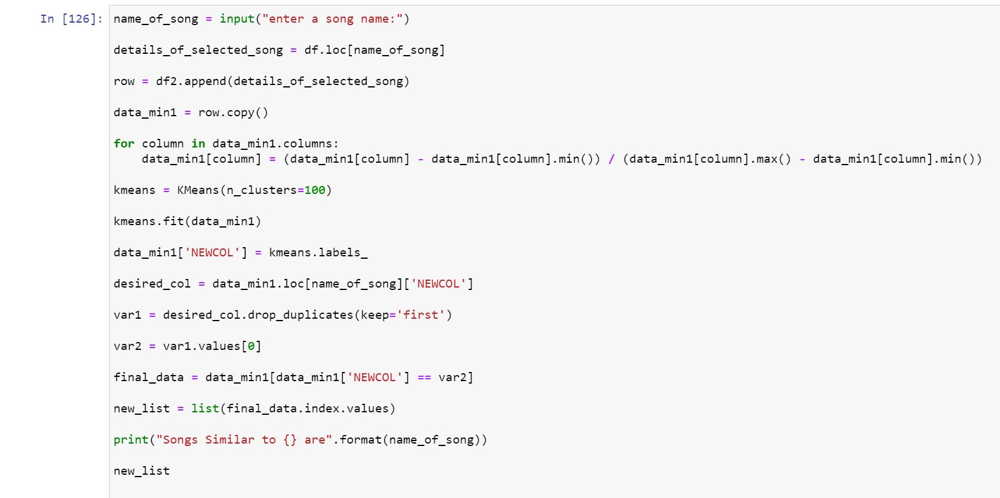 In [126]: name_of_song = input("enter a song name:")
details_of_selected_song = df.loc[name_of_song]
row = df2.append(details_of_selected_song)
data_min1 = row.copy()
for column in data_min1.columns:
    data_min1[column] = (data_min1[column] - data_min1[column].min()) / (data_min1[column].max() - data_min1[column].min())
kmeans = KMeans(n_clusters=100)
kmeans.fit(data_min1)
data_min1['NEWCOL'] = kmeans.labels_
desired_col = data_min1.loc[name_of_song]['NEWCOL']
var1 = desired_col.drop_duplicates(keep='first')
var2 = var1.values[0]
final_data = data_min1[data_min1['NEWCOL'] == var2]
new_list = list(final_data.index.values)
print("Songs Similar to {} are".format(name_of_song))
new_list